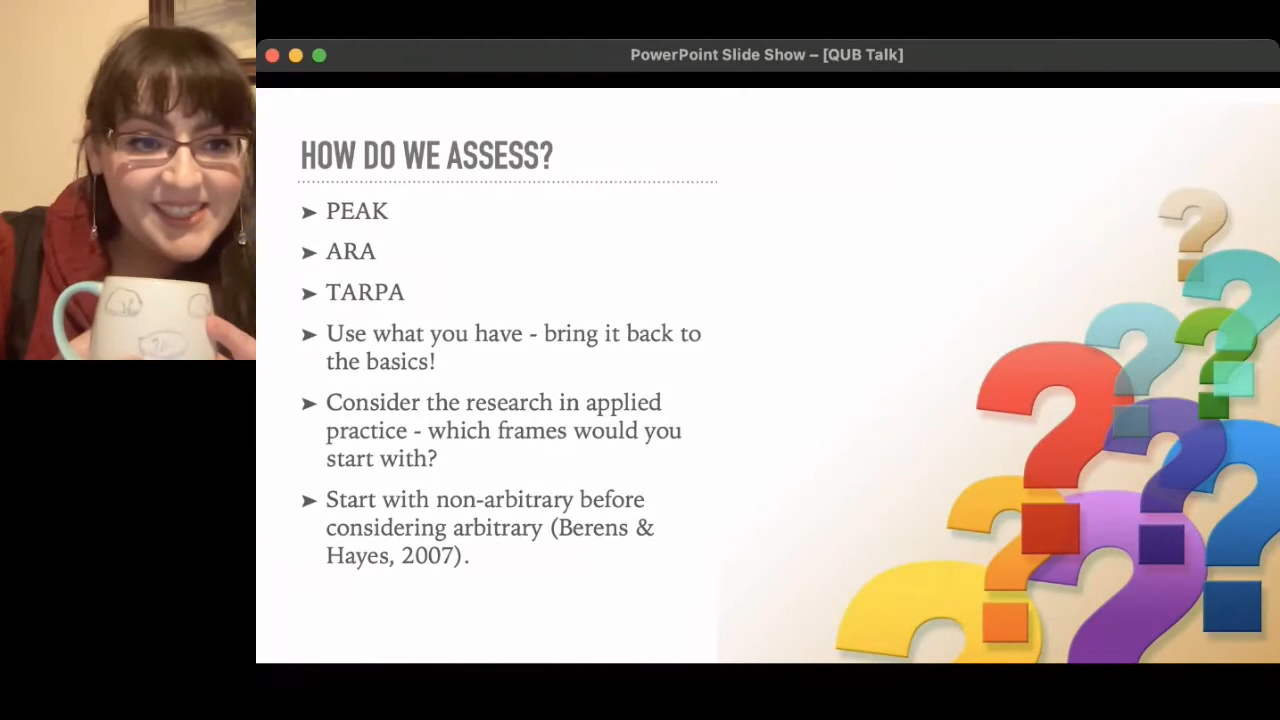 PowerPoint Slide Show – [QUB Talk]
HOW DO WE ASSESS?
➤ PEAK
➤ ARA
➤ TARPA
➤ Use what you have - bring it back to
the basics!
➤ Consider the research in applied
practice - which frames would you
start with?
➤ Start with non-arbitrary before
considering arbitrary (Berens &
Hayes, 2007).